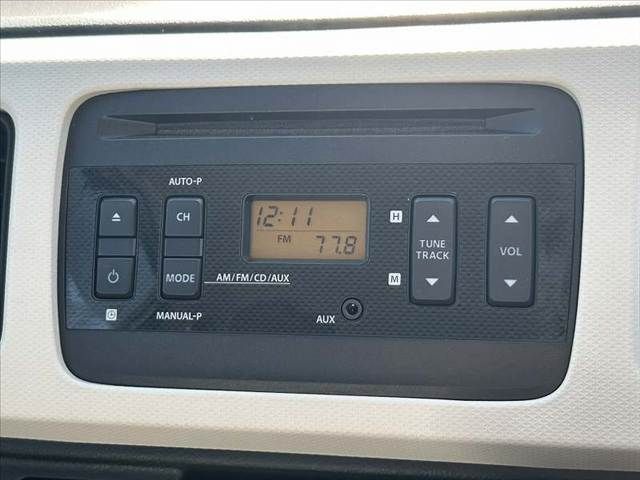 AUTO-P
CH
MODE
AM/FM/CD/AUX
MANUAL-P
12:11
FM
77.8
AUX
H
M
TUNE
TRACK
VOL